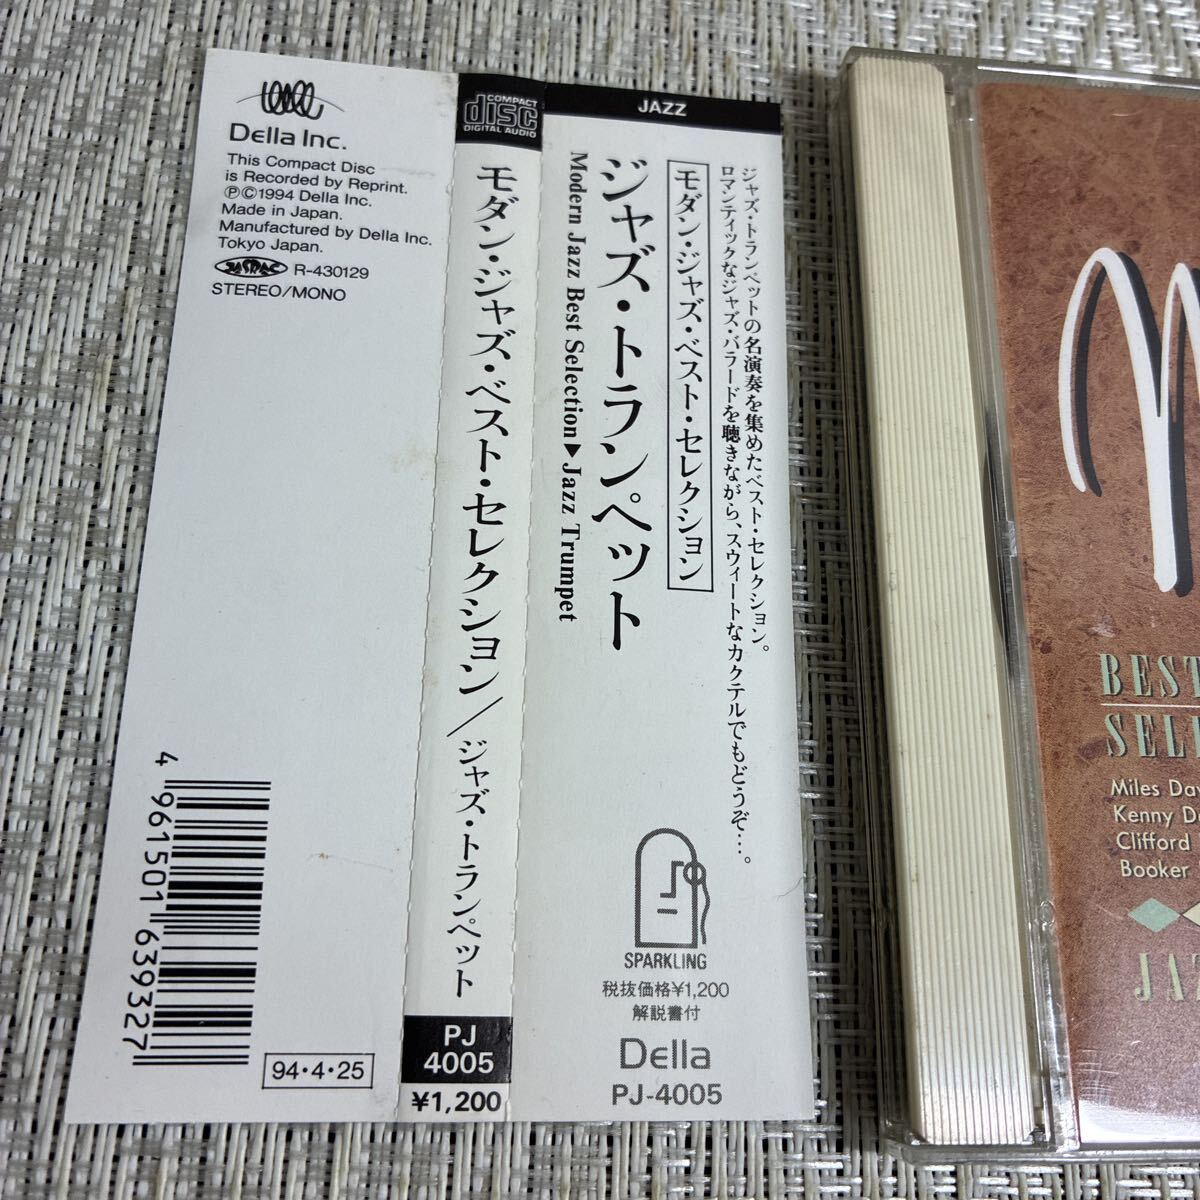 Della Inc.
This Compact Disc
is Recorded by Reprint.
ⓅⒸ1994 Della Inc.
Made in Japan.
Manufactured by Della Inc.
Tokyo Japan.
JASRAC R-430129
STEREO/MONO
4 961501 639327
94・4・25
COMPACT
disc
DIGITAL AUDIO
モダン・ジャズ・ベスト・セレクション/ジャズ・トランペット
PJ
4005
¥1,200
JAZZ
ジャズ・トランペットの名演奏を集めたベスト・セレクション。
ロマンティックなジャズ・バラードを聴きながら、スウィートなカクテルでもどうぞ…。
モダン・ジャズ・ベスト・セレクション
ジャズ・トランペット
Modern Jazz Best Selection▶Jazz Trumpet
SPARKLING
税抜価格¥1,200
解説書付
Della
PJ-4005
BEST
Miles Dav
Kenny Do
Clifford
Booker